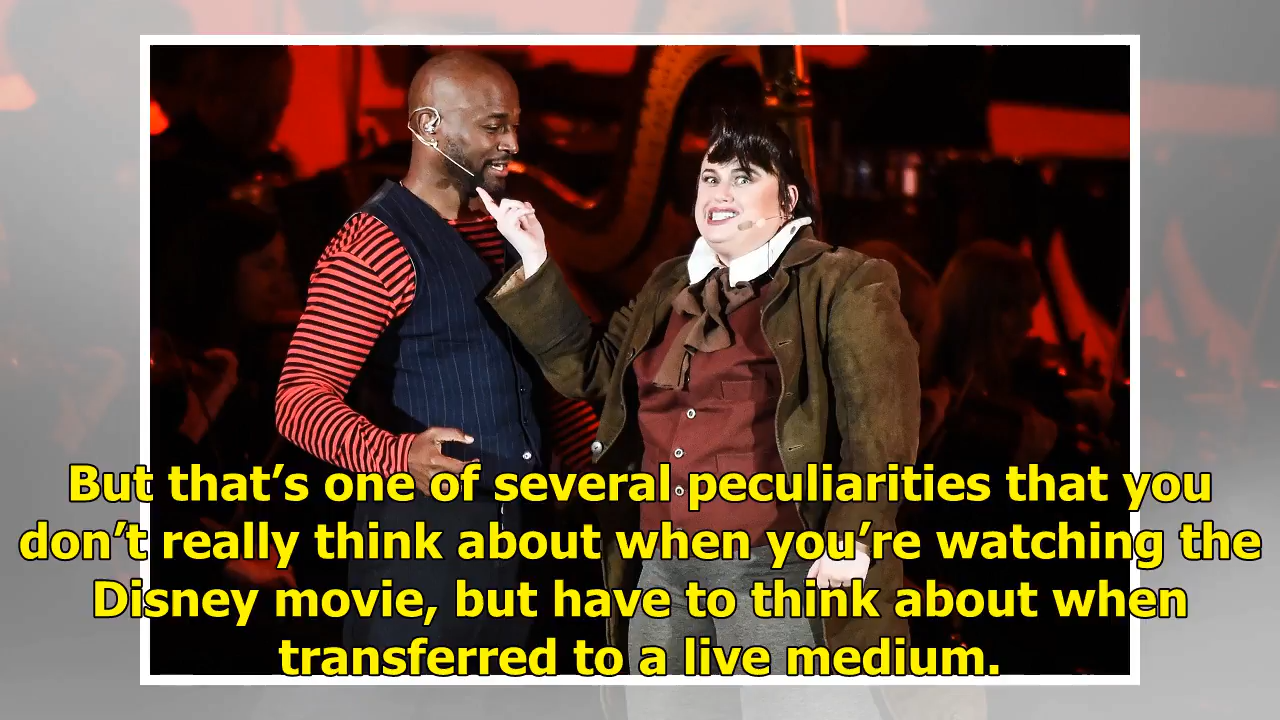 But that’s one of several peculiarities that you
don’t really think about when you’re watching the
Disney movie, but have to think about when
transferred to a live medium.